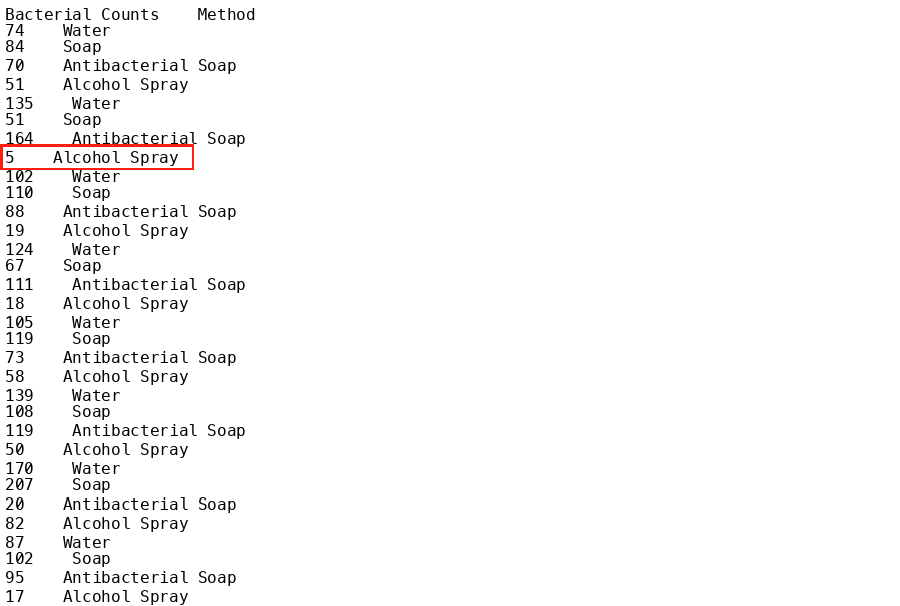 Bacterial Counts    Method
74    Water
84    Soap
70    Antibacterial Soap
51    Alcohol Spray
135    Water
51    Soap
164    Antibacterial Soap
5    Alcohol Spray
102    Water
110    Soap
88    Antibacterial Soap
19    Alcohol Spray
124    Water
67    Soap
111    Antibacterial Soap
18    Alcohol Spray
105    Water
119    Soap
73    Antibacterial Soap
58    Alcohol Spray
139    Water
108    Soap
119    Antibacterial Soap
50    Alcohol Spray
170    Water
207    Soap
20    Antibacterial Soap
82    Alcohol Spray
87    Water
102    Soap
95    Antibacterial Soap
17    Alcohol Spray